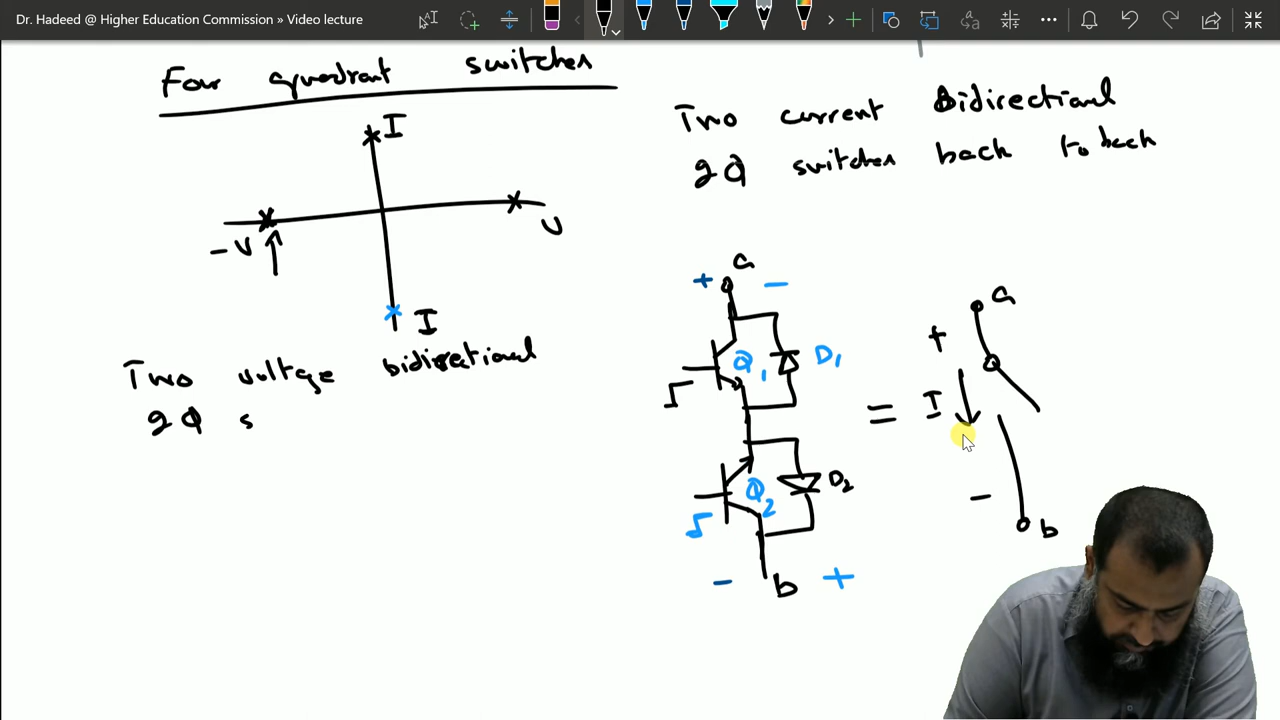 Dr. Hadeed @ Higher Education Commission » Video lecture
Four quadrant switches
I
-V
V
I
Two voltage bidirectional
2Q s
Two current Bidirectional
2Q switches back to back
a
+ -
Q1 D1
Q2 D2
- b +
=
a
+
I
-
b